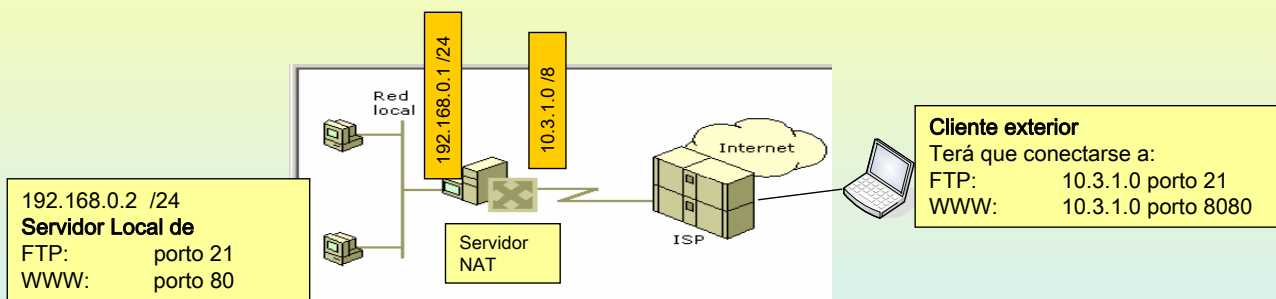 192.168.0.1 /24
10.3.1.0 /8
Red
local
Internet
ISP
Servidor
NAT
192.168.0.2 /24
Servidor Local de
FTP: porto 21
WWW: porto 80
Cliente exterior
Terá que conectarse a:
FTP: 10.3.1.0 porto 21
WWW: 10.3.1.0 porto 8080